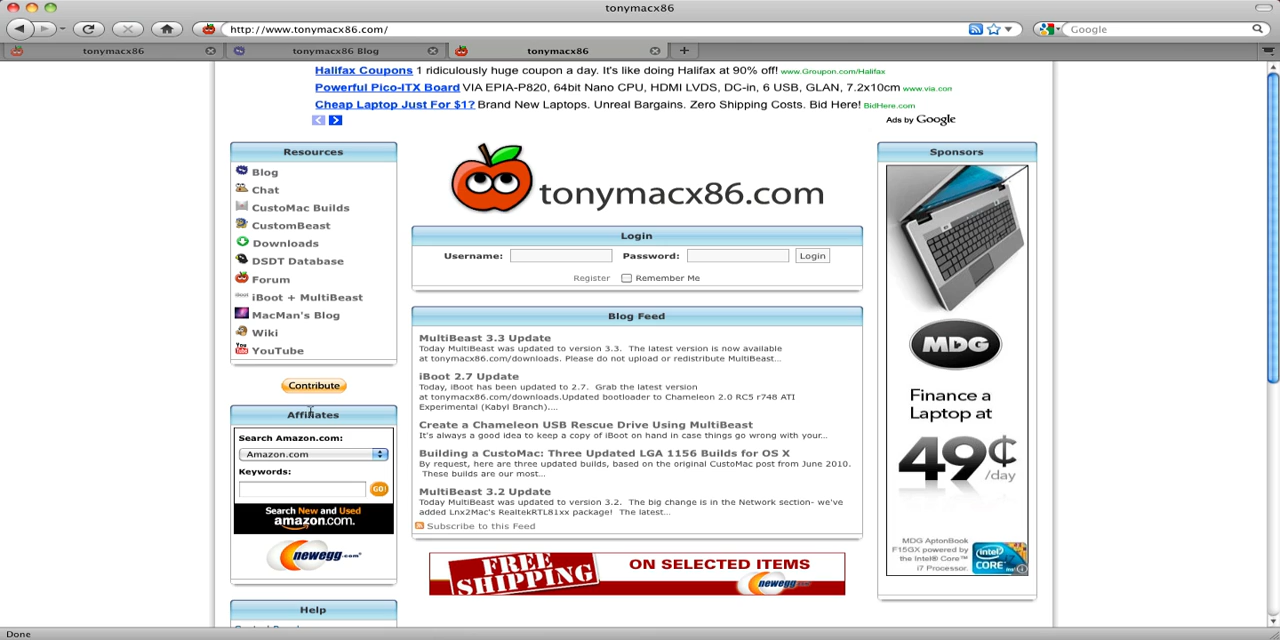 tonymacx86
http://www.tonymacx86.com/
Google
tonymacx86
tonymacx86 Blog
tonymacx86
Halifax Coupons 1 ridiculously huge coupon a day. It's like doing Halifax at 90% off! www.Groupon.com/Halifax
Powerful Pico-ITX Board VIA EPIA-P820, 64bit Nano CPU, HDMI LVDS, DC-in, 6 USB, GLAN, 7.2x10cm www.via.con
Cheap Laptop Just For $1? Brand New Laptops. Unreal Bargains. Zero Shipping Costs. Bid Here! BidHere.com
Ads by Google
Resources
Blog
Chat
CustoMac Builds
CustomBeast
Downloads
DSDT Database
Forum
iBoot + MultiBeast
MacMan's Blog
Wiki
YouTube
Contribute
Affiliates
Search Amazon.com:
Amazon.com
Keywords:
GO!
Search New and Used
amazon.com.
newegg.com
Help
tonymacx86.com
Login
Username:
Password:
Login
Register
Remember Me
Blog Feed
MultiBeast 3.3 Update
Today MultiBeast was updated to version 3.3.  The latest version is now available
at tonymacx86.com/downloads. Please do not upload or redistribute MultiBeast...
iBoot 2.7 Update
Today, iBoot has been updated to 2.7.  Grab the latest version
at tonymacx86.com/downloads.Updated bootloader to Chameleon 2.0 RC5 r748 ATI
Experimental (Kabyl Branch)....
Create a Chameleon USB Rescue Drive Using MultiBeast
It's always a good idea to keep a copy of iBoot on hand in case things go wrong with your...
Building a CustoMac: Three Updated LGA 1156 Builds for OS X
By request, here are three updated builds, based on the original CustoMac post from June 2010.
These builds are our most...
MultiBeast 3.2 Update
Today MultiBeast was updated to version 3.2.  The big change is in the Network section- we've
added Lnx2Mac's RealtekRTL81xx package!  The latest...
Subscribe to this Feed
FREE SHIPPING
ON SELECTED ITEMS
newegg.com
Sponsors
MDG
Finance a
Laptop at
49¢
/day
MDG AptonBook
F15GX powered by
the Intel® Core™
i7 Processor.
intel
CORE
Done